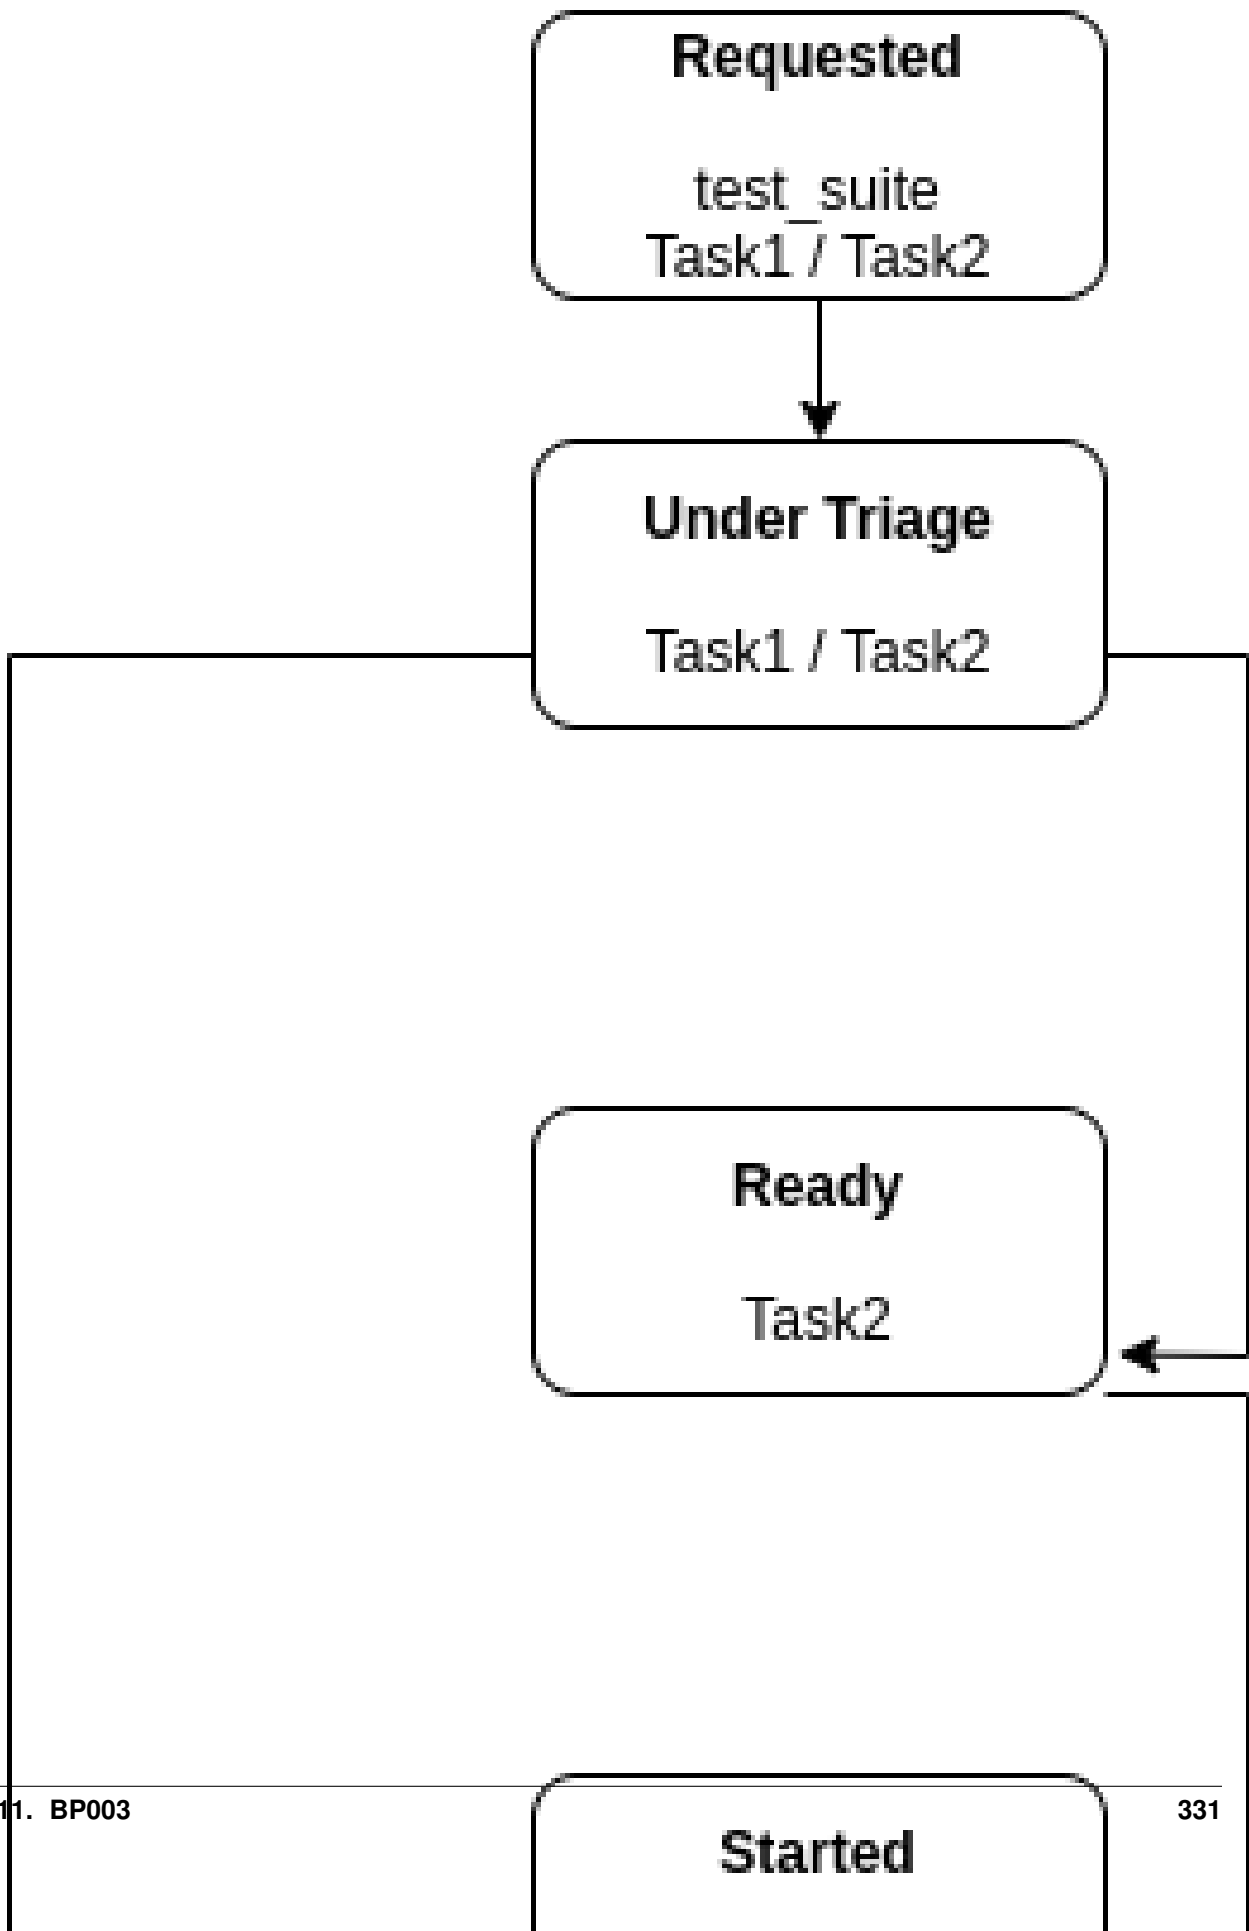 Requested
test_suite
Task1 / Task2
Under Triage
Task1 / Task2
Ready
Task2
11. BP003
331
Started